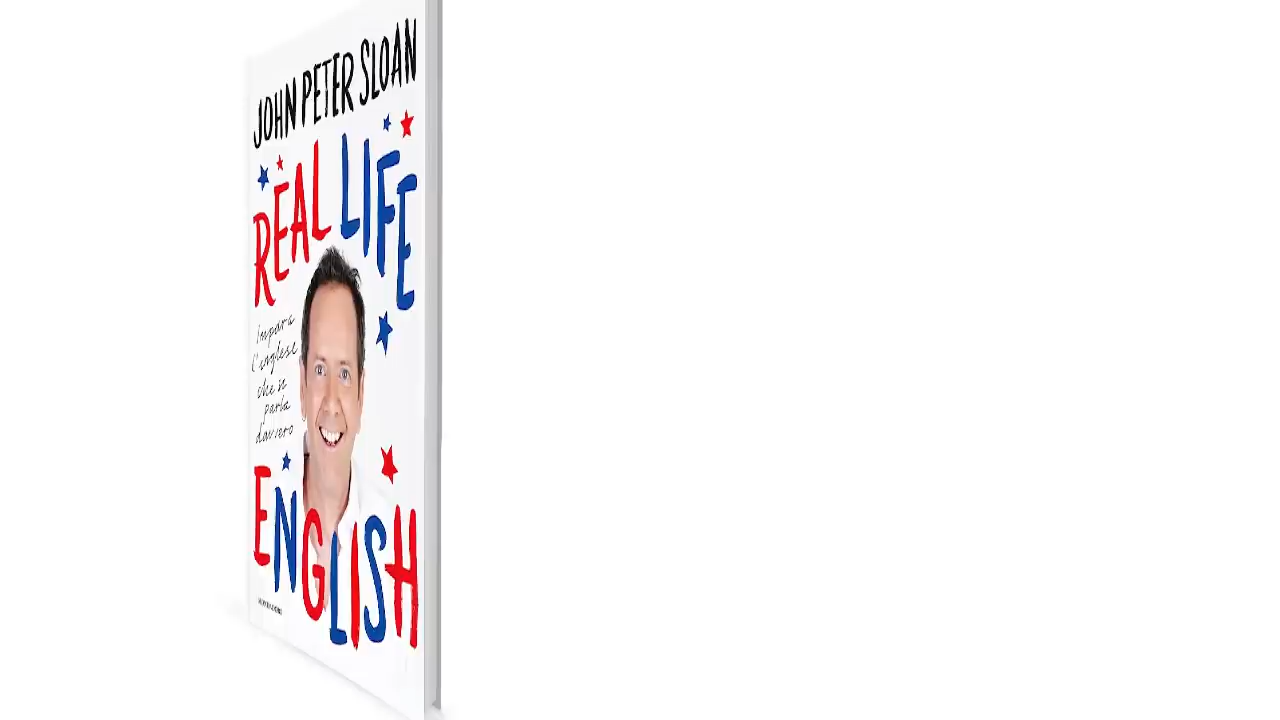 JOHN PETER SLOAN
REAL LIFE
Impara
l'inglese
che si
parla
davvero
ENGLISH